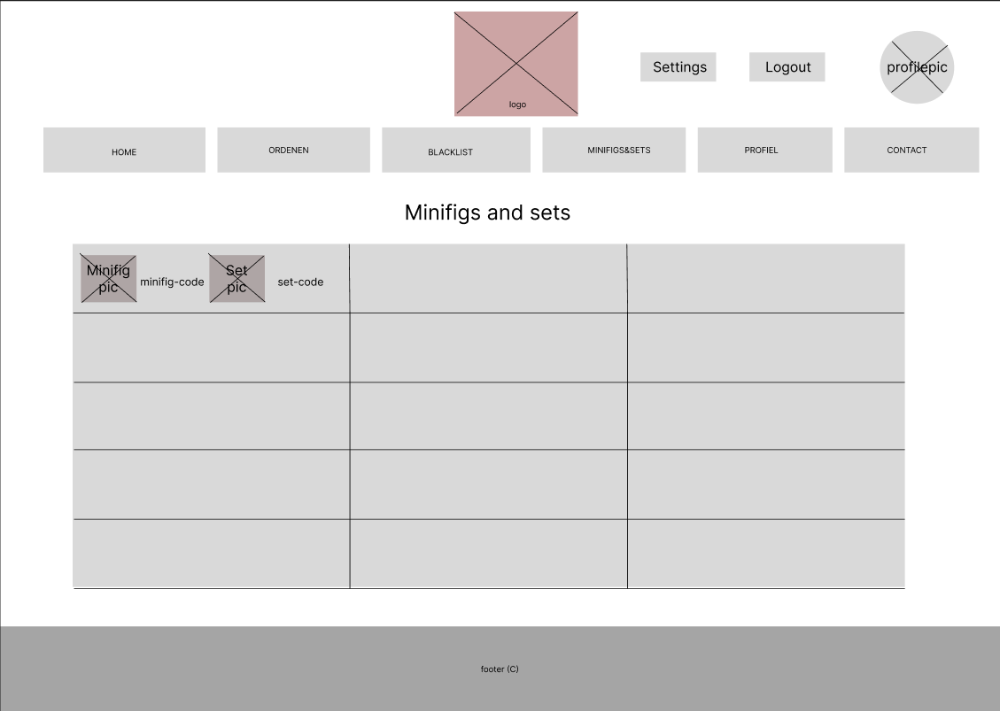 logo
Settings
Logout
profilepic
HOME
ORDENEN
BLACKLIST
MINIFIGS&SETS
PROFIEL
CONTACT
Minifigs and sets
Minifig
pic
minifig-code
Set
pic
set-code
footer (C)